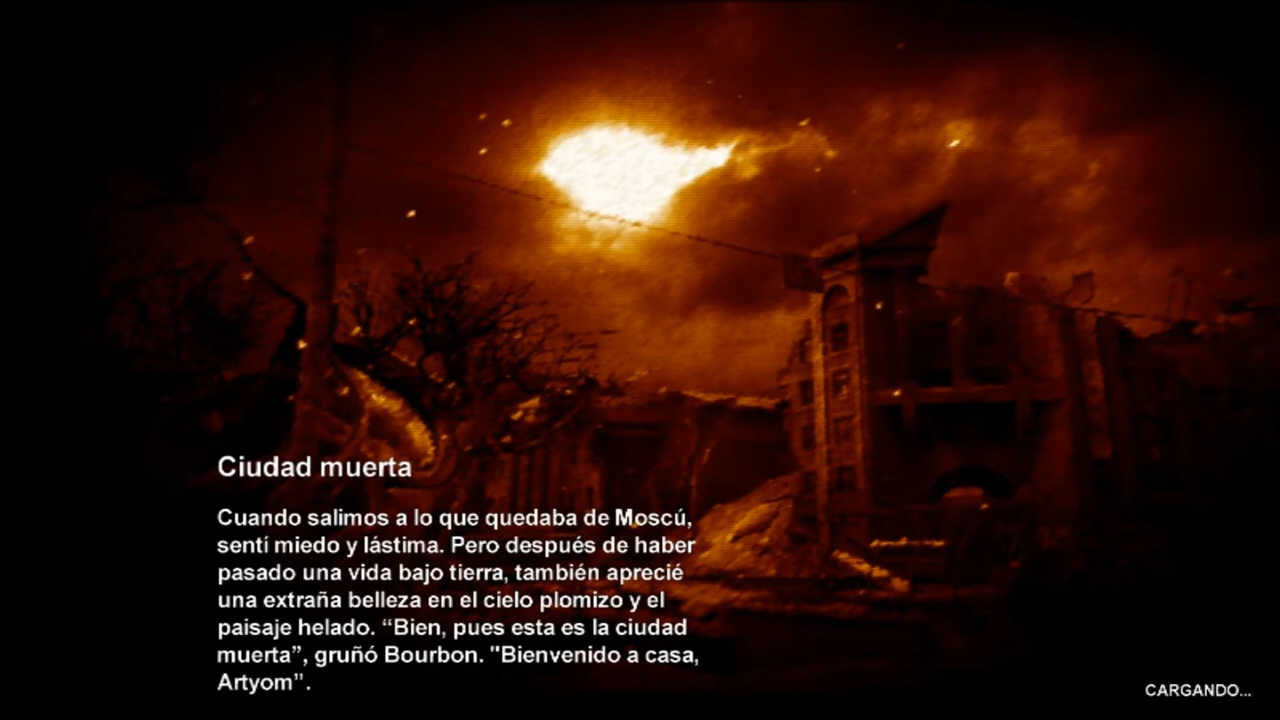 Ciudad muerta
Cuando salimos a lo que quedaba de Moscú,
sentí miedo y lástima. Pero después de haber
pasado una vida bajo tierra, también aprecié
una extraña belleza en el cielo plomizo y el
paisaje helado. “Bien, pues esta es la ciudad
muerta”, gruñó Bourbon. "Bienvenido a casa,
Artyom”.
CARGANDO...